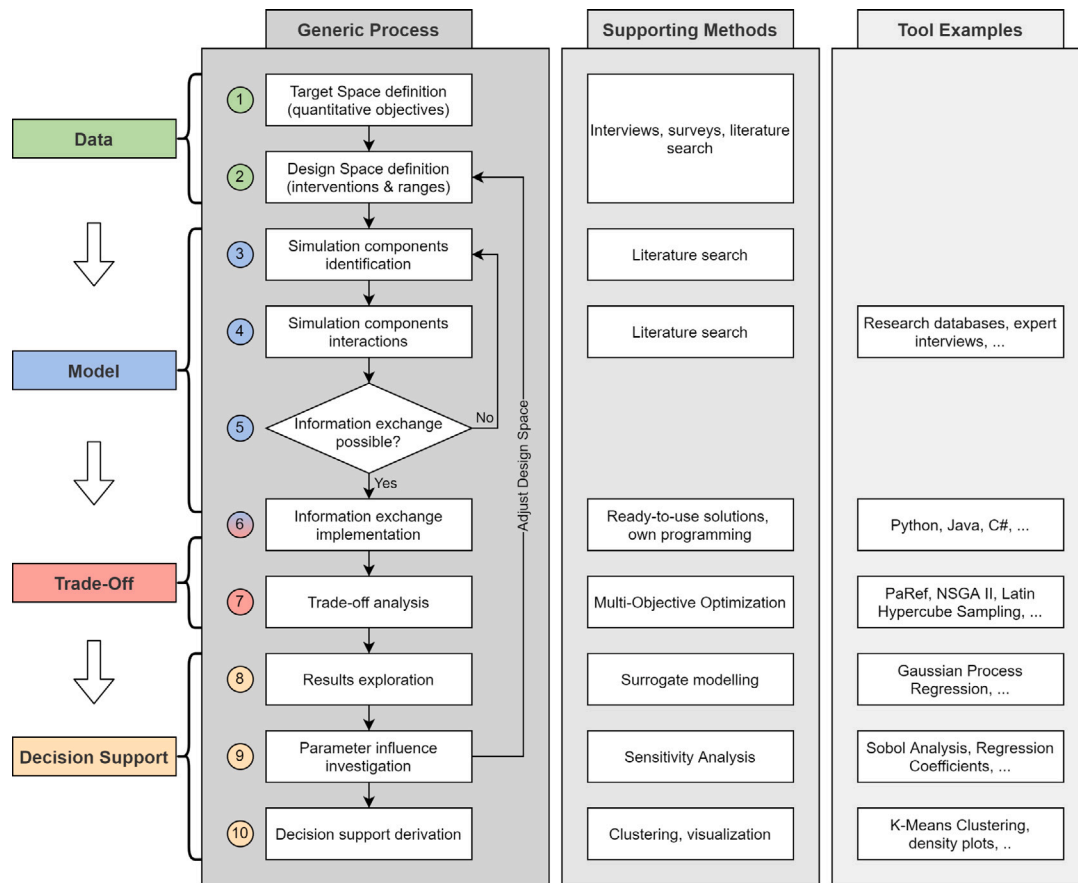 Generic Process
Supporting Methods
Tool Examples
Data
1
Target Space definition
(quantitative objectives)
Interviews, surveys, literature
search
2
Design Space definition
(interventions & ranges)
Model
3
Simulation components
identification
Literature search
4
Simulation components
interactions
Literature search
Research databases, expert
interviews, ...
5
Information exchange
possible?
No
Yes
Adjust Design Space
6
Information exchange
implementation
Ready-to-use solutions,
own programming
Python, Java, C#, ...
Trade-Off
7
Trade-off analysis
Multi-Objective Optimization
PaRef, NSGA II, Latin
Hypercube Sampling, ...
Decision Support
8
Results exploration
Surrogate modelling
Gaussian Process
Regression, ...
9
Parameter influence
investigation
Sensitivity Analysis
Sobol Analysis, Regression
Coefficients, ...
10
Decision support derivation
Clustering, visualization
K-Means Clustering,
density plots, ..